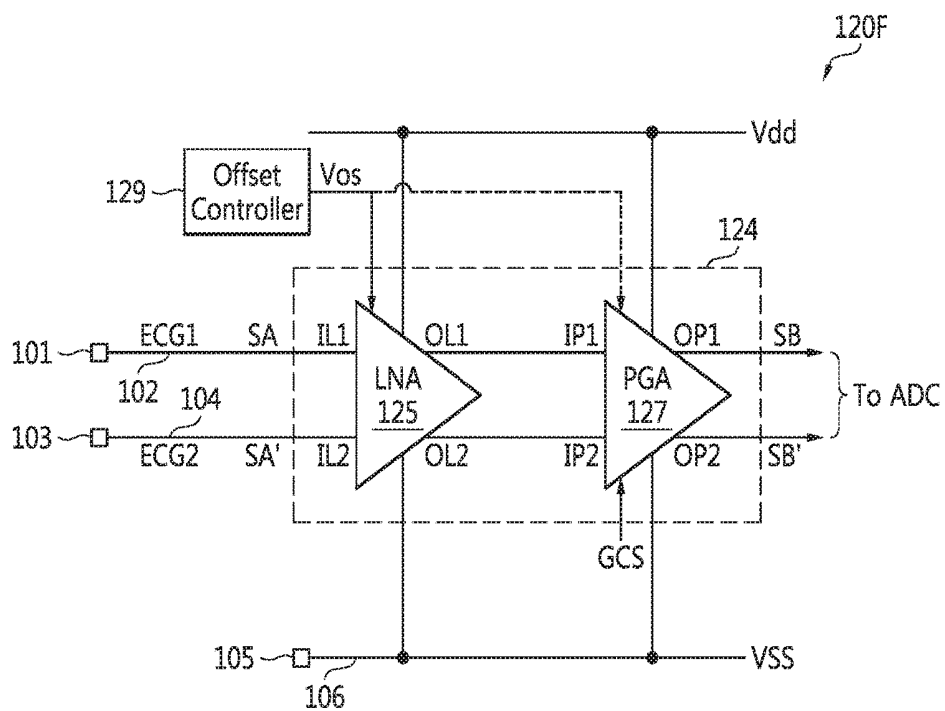 120F
Vdd
Offset
Controller
129
Vos
124
ECG1 SA IL1 OL1 IP1 OP1 SB
101
102
LNA
125
PGA
127
To ADC
104
103
ECG2 SA' IL2 OL2 IP2 OP2 SB'
GCS
105
106
VSS